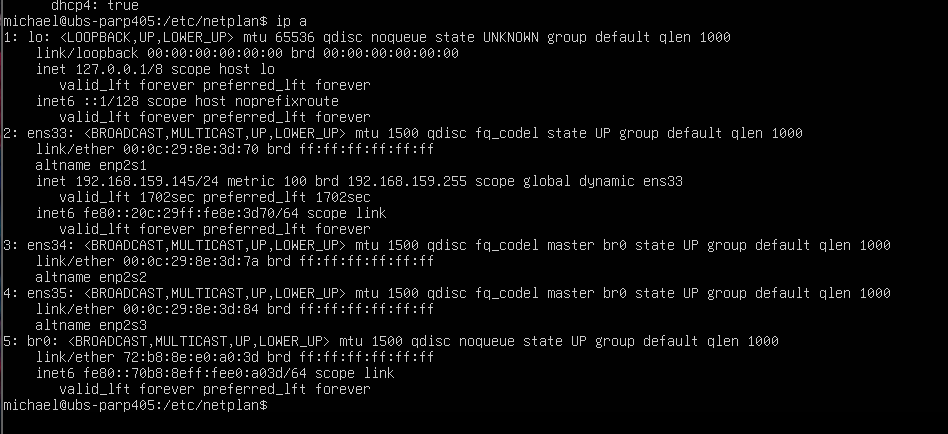 dhcp4: true
michael@ubs-parp405:/etc/netplan$ ip a
1: lo: <LOOPBACK,UP,LOWER_UP> mtu 65536 qdisc noqueue state UNKNOWN group default qlen 1000
link/loopback 00:00:00:00:00:00 brd 00:00:00:00:00:00
inet 127.0.0.1/8 scope host lo
valid_lft forever preferred_lft forever
inet6 ::1/128 scope host noprefixroute
valid_lft forever preferred_lft forever
2: ens33: <BROADCAST,MULTICAST,UP,LOWER_UP> mtu 1500 qdisc fq_codel state UP group default qlen 1000
link/ether 00:0c:29:8e:3d:70 brd ff:ff:ff:ff:ff:ff
altname enp2s1
inet 192.168.159.145/24 metric 100 brd 192.168.159.255 scope global dynamic ens33
valid_lft 1702sec preferred_lft 1702sec
inet6 fe80::20c:29ff:fe8e:3d70/64 scope link
valid_lft forever preferred_lft forever
3: ens34: <BROADCAST,MULTICAST,UP,LOWER_UP> mtu 1500 qdisc fq_codel master br0 state UP group default qlen 1000
link/ether 00:0c:29:8e:3d:7a brd ff:ff:ff:ff:ff:ff
altname enp2s2
4: ens35: <BROADCAST,MULTICAST,UP,LOWER_UP> mtu 1500 qdisc fq_codel master br0 state UP group default qlen 1000
link/ether 00:0c:29:8e:3d:84 brd ff:ff:ff:ff:ff:ff
altname enp2s3
5: br0: <BROADCAST,MULTICAST,UP,LOWER_UP> mtu 1500 qdisc noqueue state UP group default qlen 1000
link/ether 72:b8:8e:e0:a0:3d brd ff:ff:ff:ff:ff:ff
inet6 fe80::70b8:8eff:fee0:a03d/64 scope link
valid_lft forever preferred_lft forever
michael@ubs-parp405:/etc/netplan$